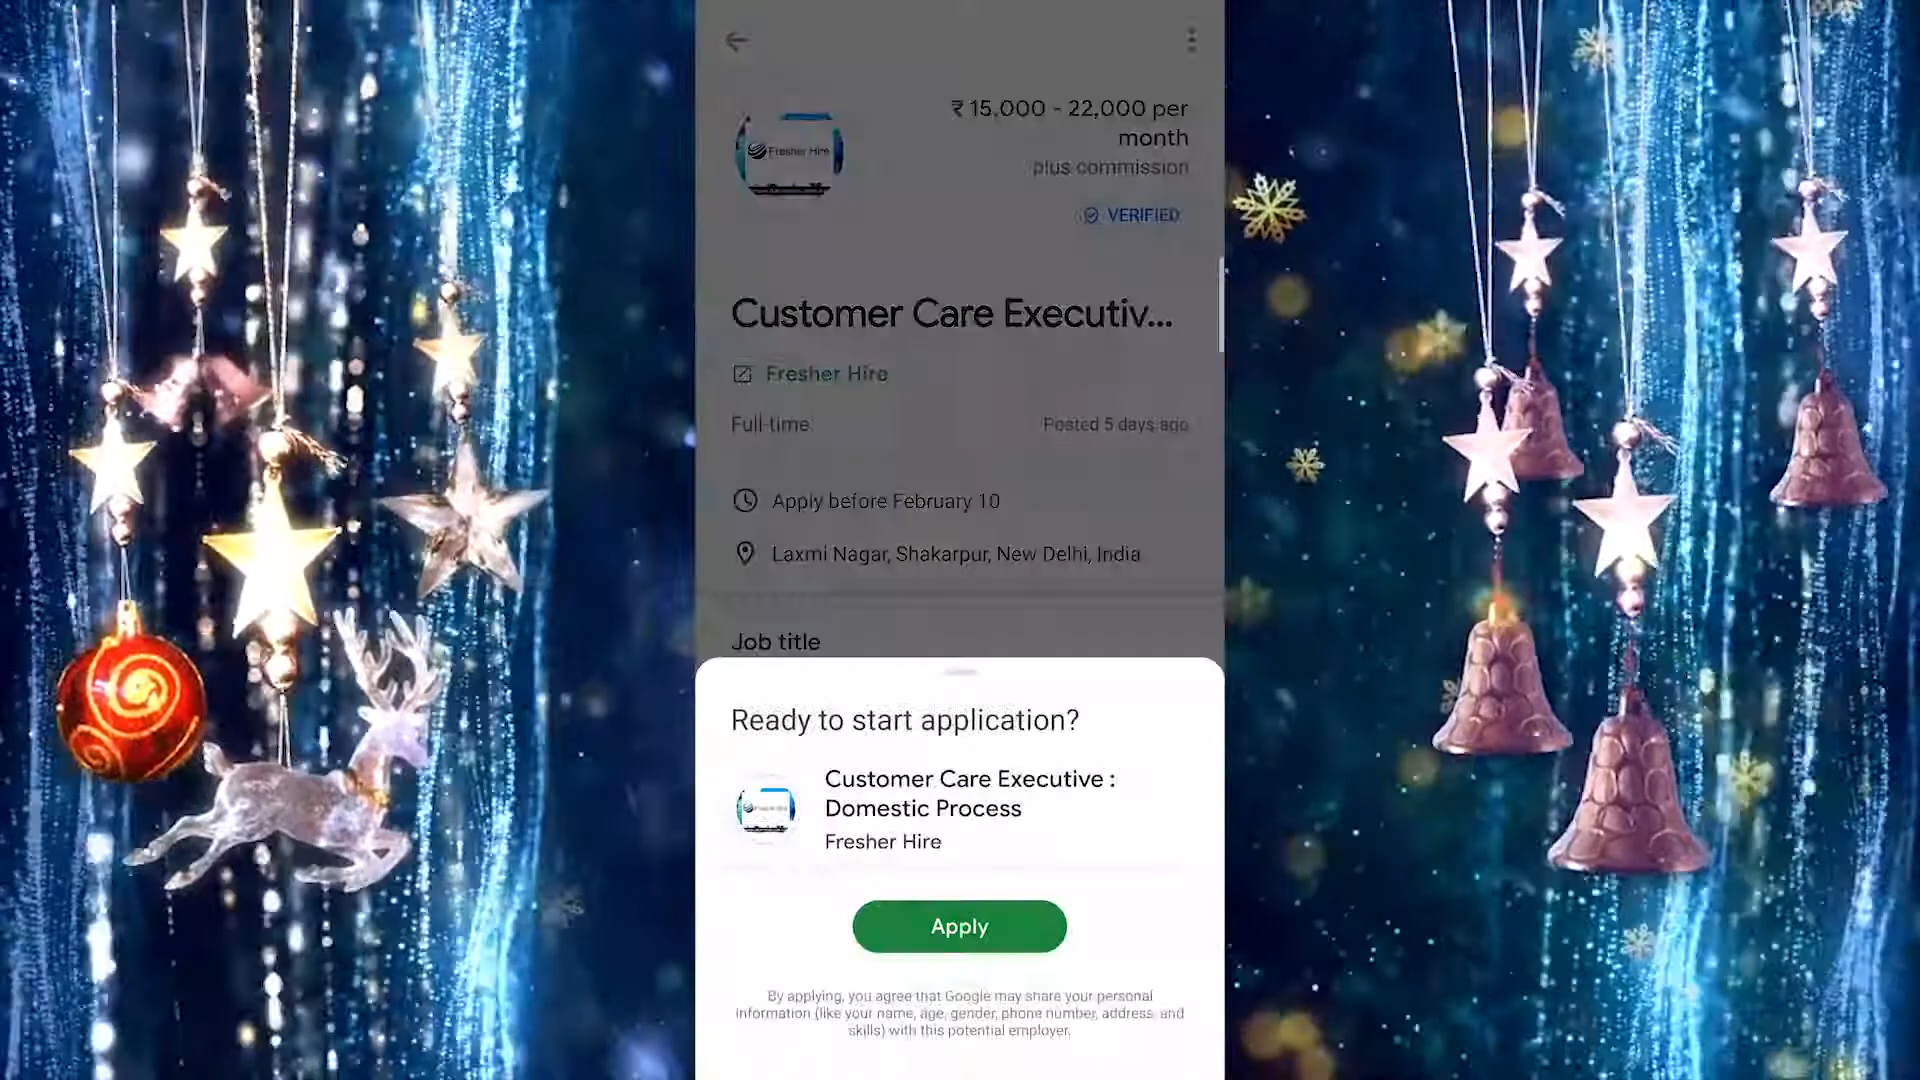 ₹ 15,000 - 22,000 per
month
plus commission
Fresher Hire
VERIFIED
Customer Care Executiv...
Fresher Hire
Full-time
Posted 5 days ago
Apply before February 10
Laxmi Nagar, Shakarpur, New Delhi, India
Job title
Ready to start application?
Customer Care Executive :
Domestic Process
Fresher Hire
Apply
By applying, you agree that Google may share your personal
information (like your name, age, gender, phone number, address, and
skills) with this potential employer.